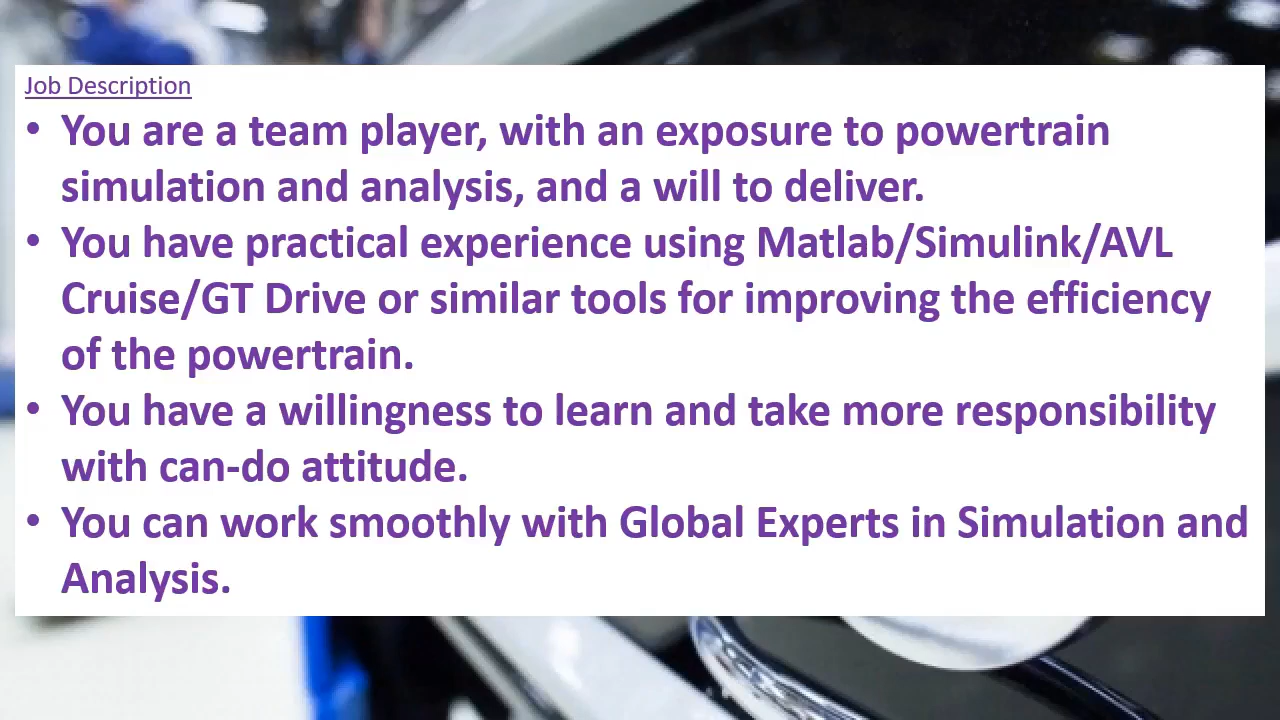 Job Description
• You are a team player, with an exposure to powertrain
simulation and analysis, and a will to deliver.
• You have practical experience using Matlab/Simulink/AVL
Cruise/GT Drive or similar tools for improving the efficiency
of the powertrain.
• You have a willingness to learn and take more responsibility
with can-do attitude.
• You can work smoothly with Global Experts in Simulation and
Analysis.